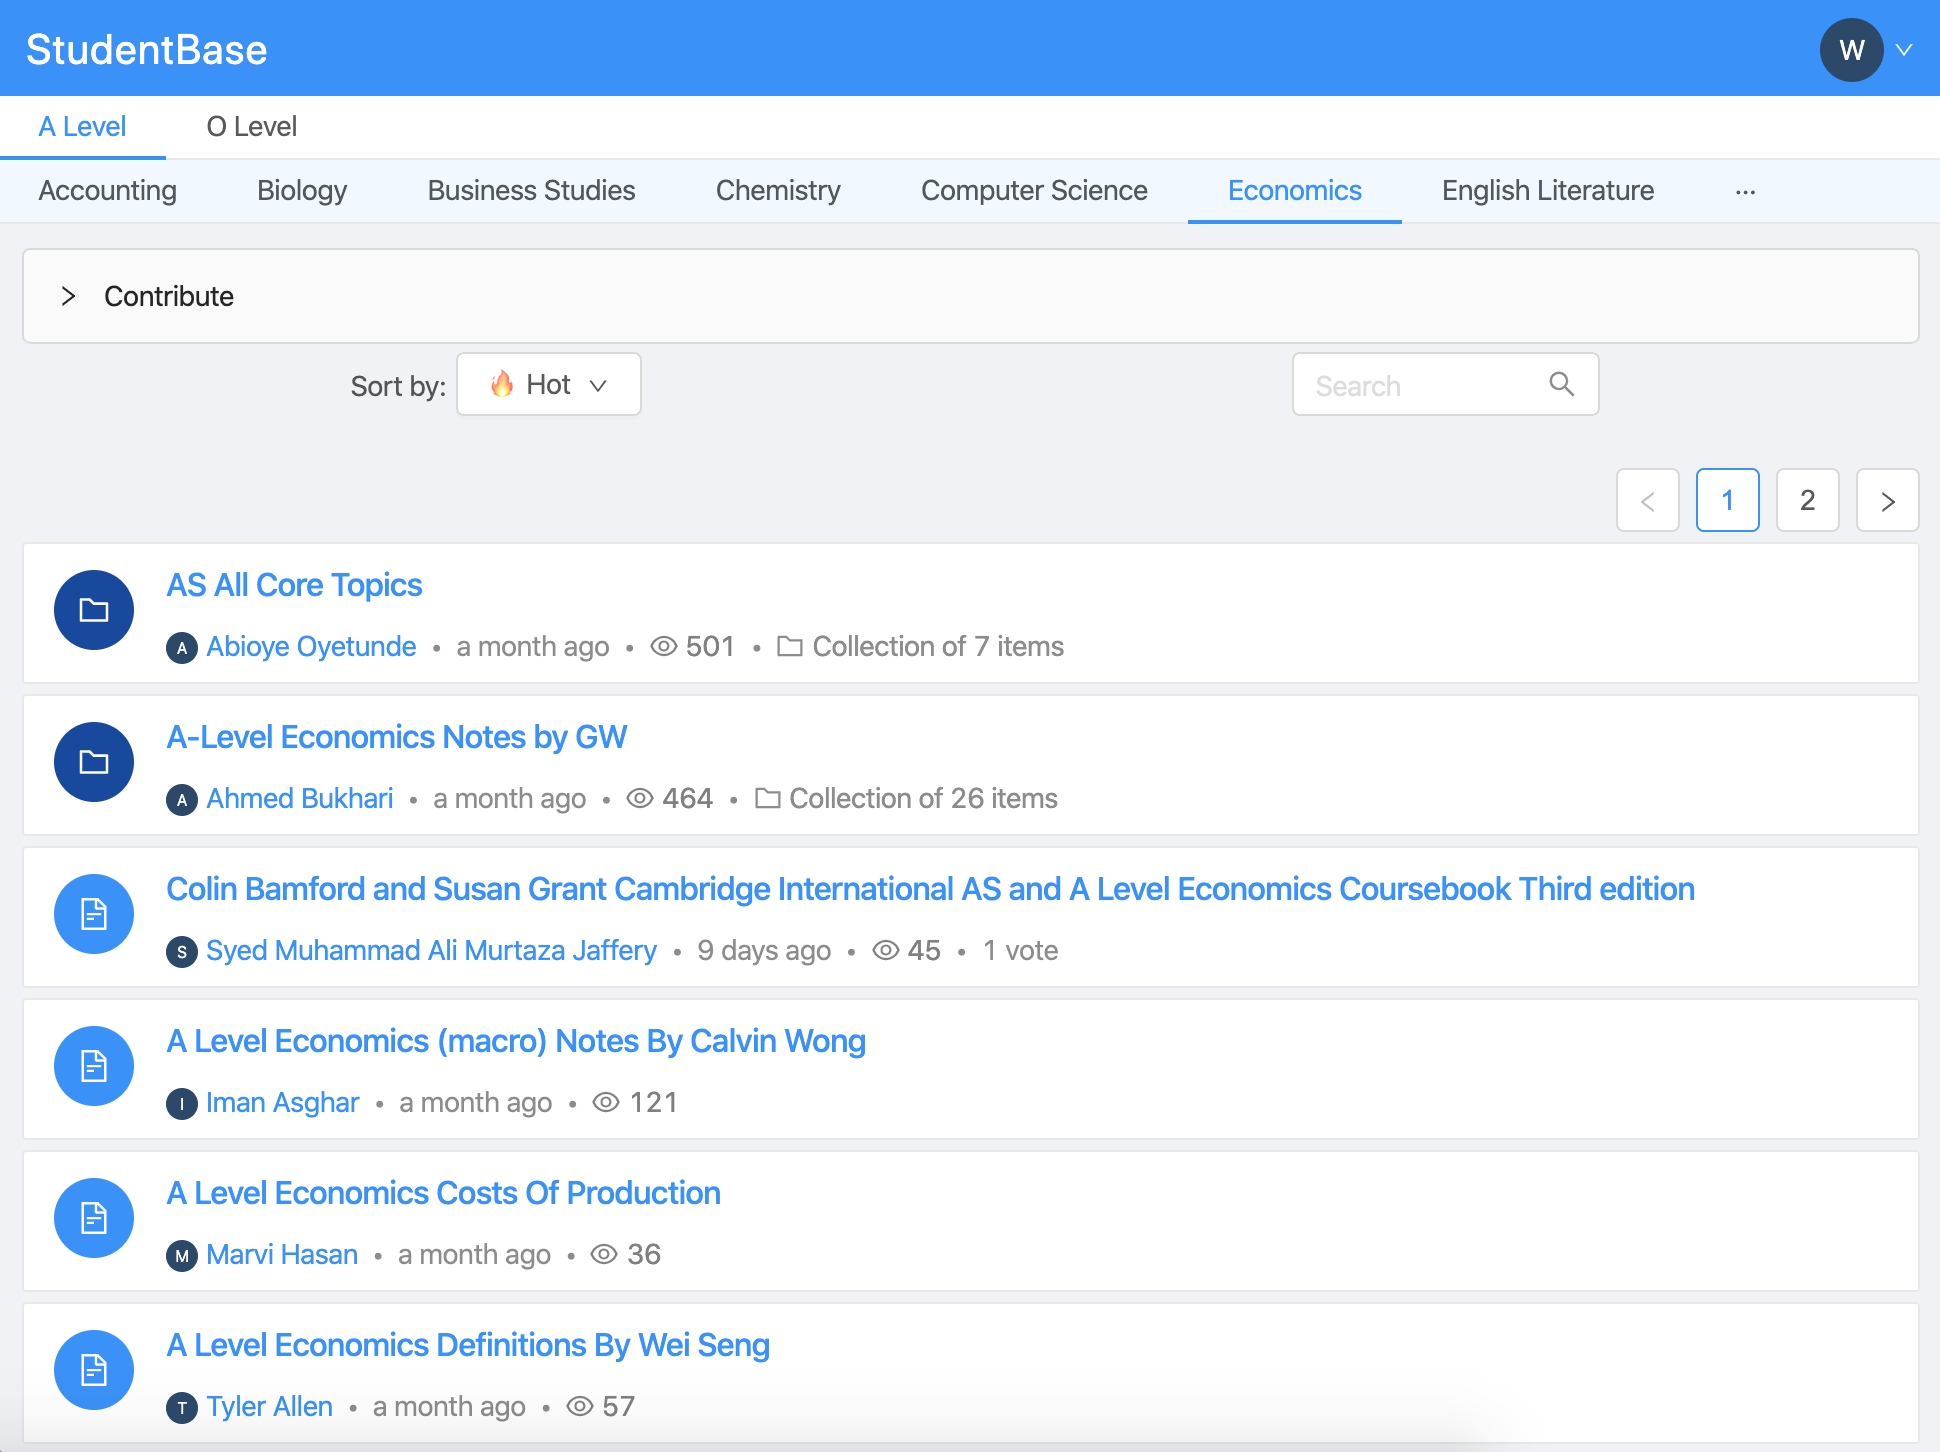 StudentBase
W
A Level
O Level
Accounting
Biology
Business Studies
Chemistry
Computer Science
Economics
English Literature
···
Contribute
Sort by:
Hot
Search
1
2
AS All Core Topics
A Abioye Oyetunde • a month ago • 501 • Collection of 7 items
A-Level Economics Notes by GW
A Ahmed Bukhari • a month ago • 464 • Collection of 26 items
Colin Bamford and Susan Grant Cambridge International AS and A Level Economics Coursebook Third edition
S Syed Muhammad Ali Murtaza Jaffery • 9 days ago • 45 • 1 vote
A Level Economics (macro) Notes By Calvin Wong
I Iman Asghar • a month ago • 121
A Level Economics Costs Of Production
M Marvi Hasan • a month ago • 36
A Level Economics Definitions By Wei Seng
T Tyler Allen • a month ago • 57